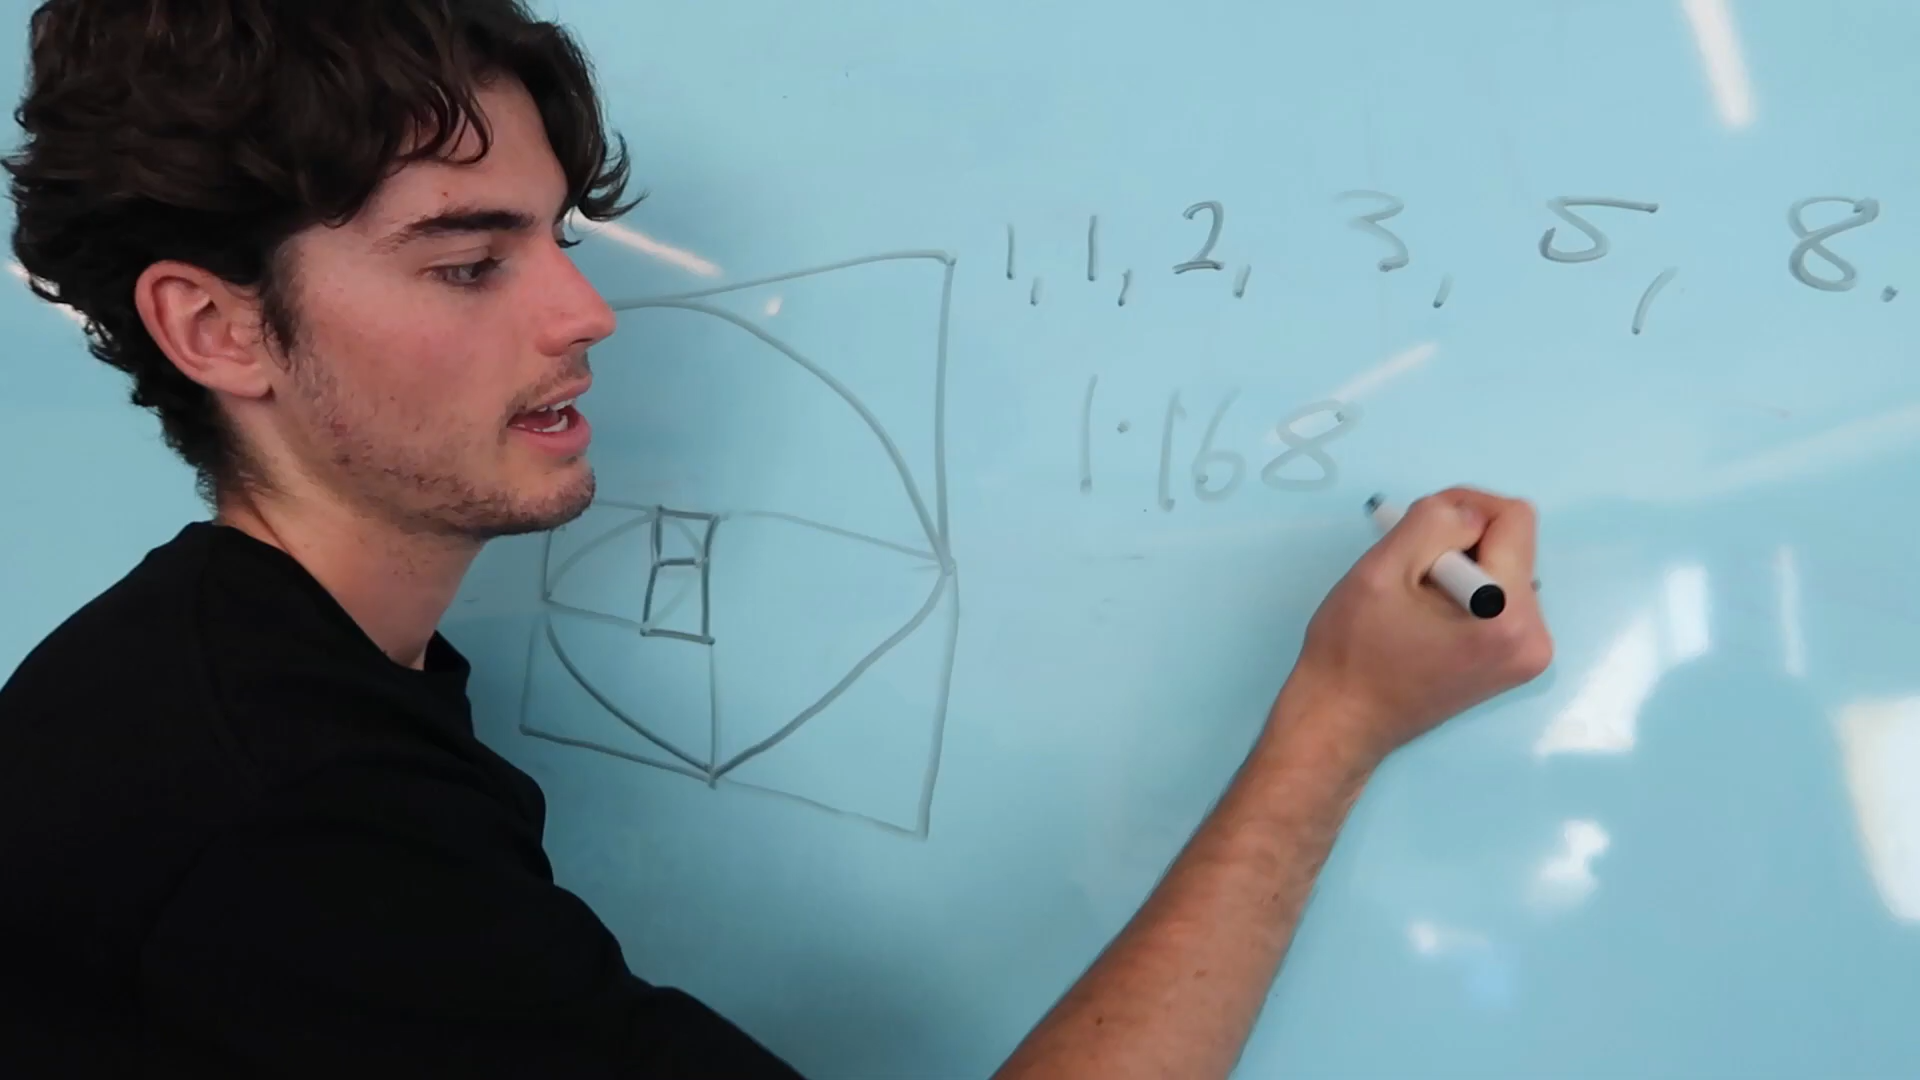 1, 1, 2, 3, 5, 8.
1·168